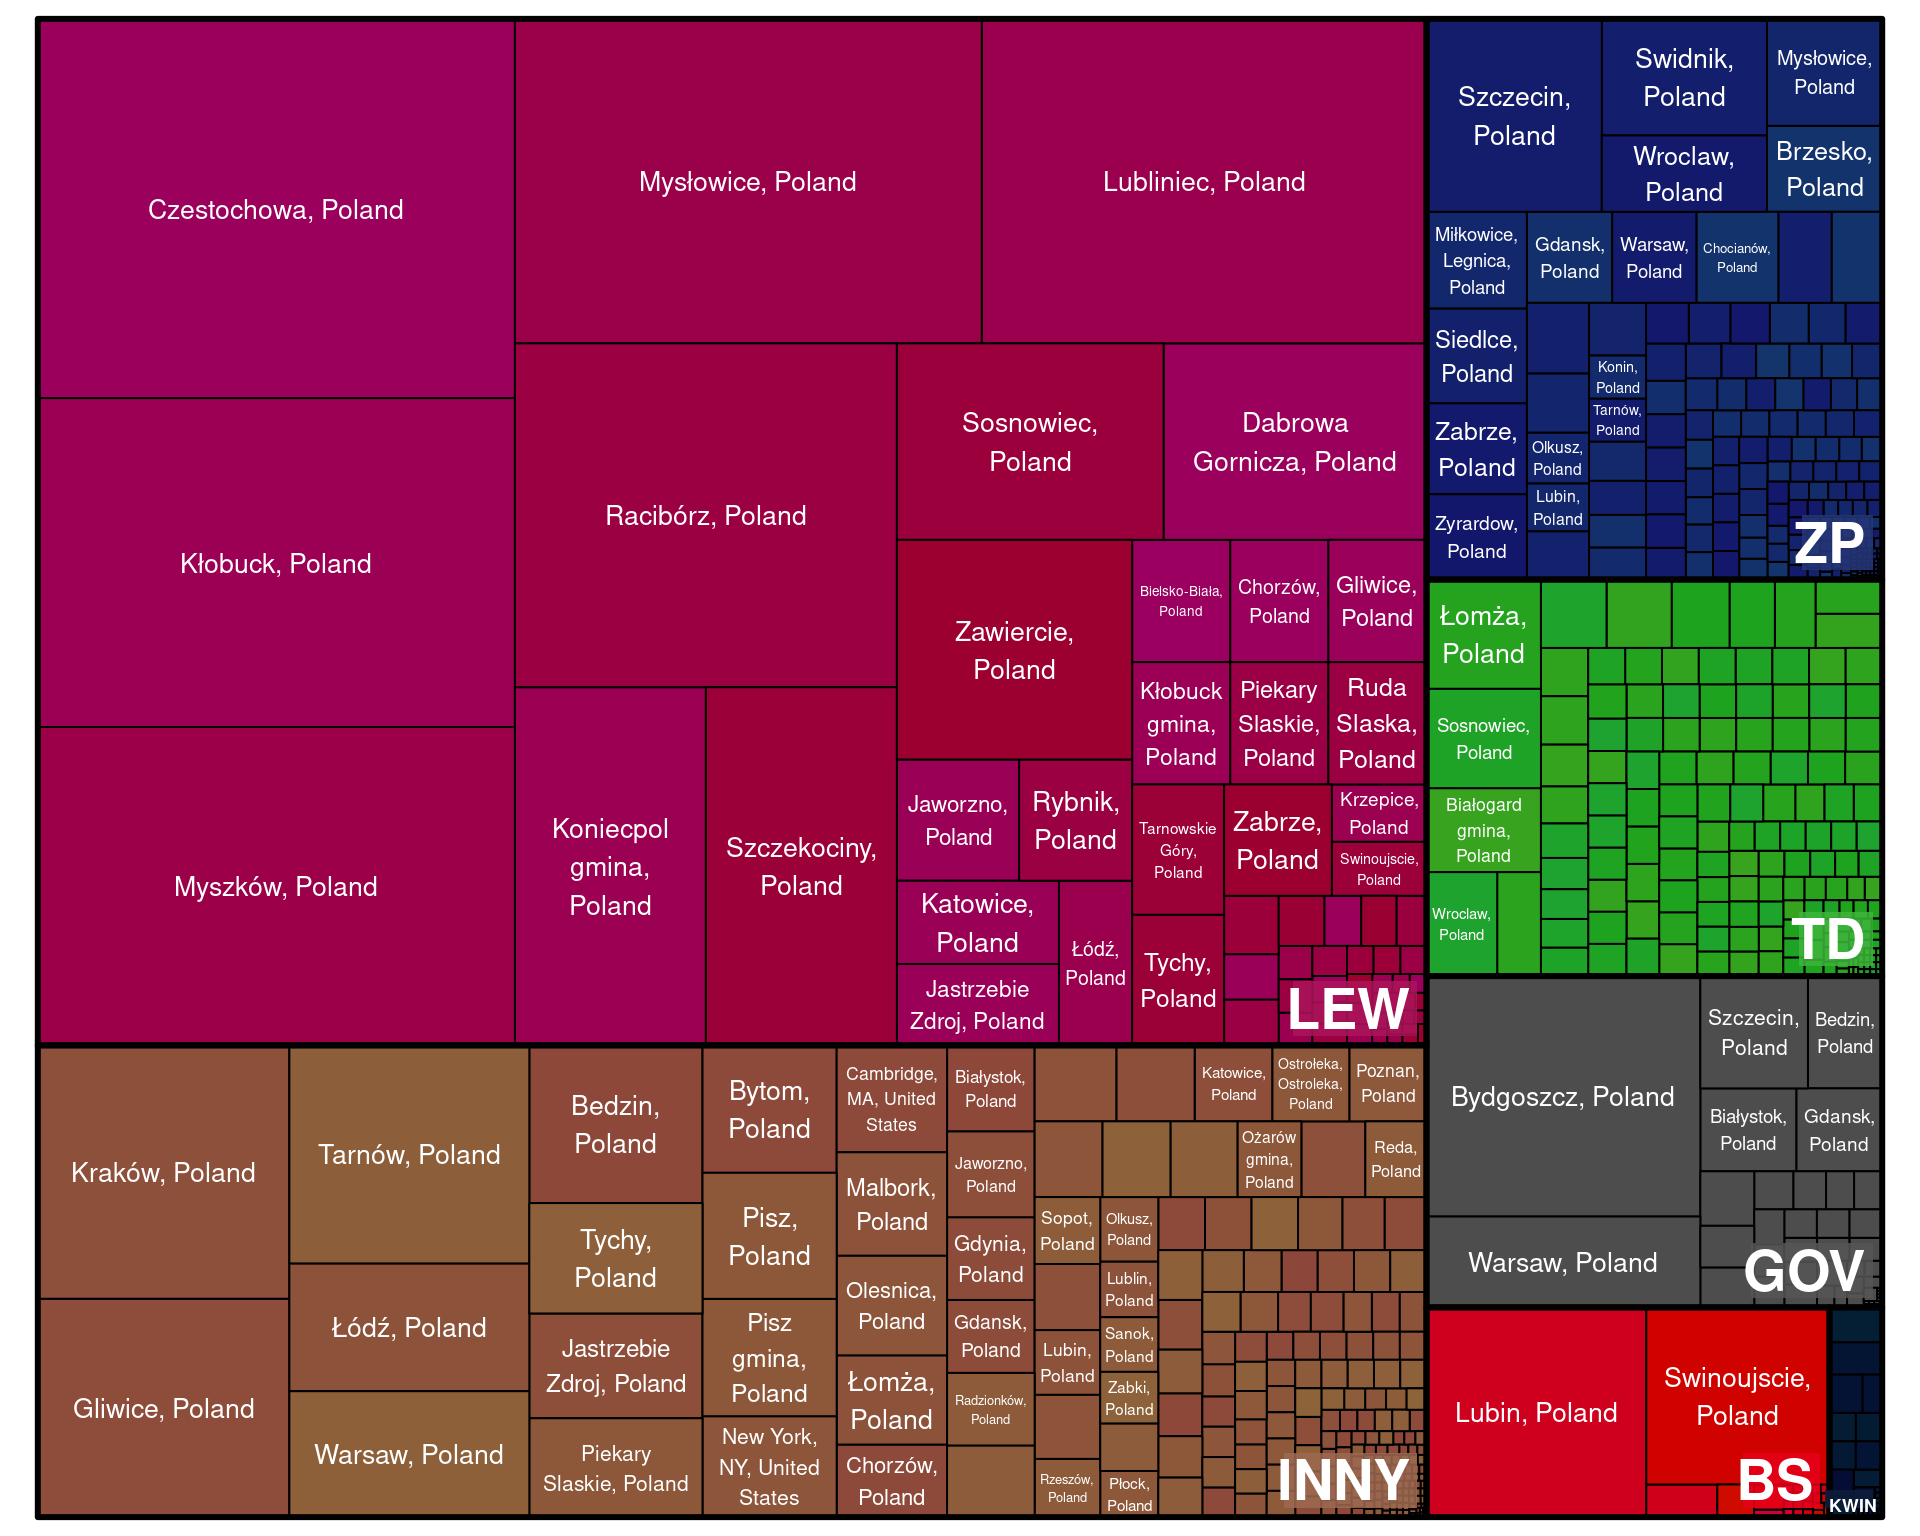 Czestochowa, Poland
Kłobuck, Poland
Myszków, Poland
Mysłowice, Poland
Lubliniec, Poland
Racibórz, Poland
Koniecpol
gmina,
Poland
Szczekociny,
Poland
Sosnowiec,
Poland
Dabrowa
Gornicza, Poland
Zawiercie,
Poland
Jaworzno,
Poland
Rybnik,
Poland
Katowice,
Poland
Jastrzebie
Zdroj, Poland
Łódź,
Poland
Bielsko-Biała,
Poland
Chorzów,
Poland
Gliwice,
Poland
Kłobuck
gmina,
Poland
Piekary
Slaskie,
Poland
Ruda
Slaska,
Poland
Tarnowskie
Góry,
Poland
Tychy,
Poland
Zabrze,
Poland
Krzepice,
Poland
Swinoujscie,
Poland
LEW
Szczecin,
Poland
Swidnik,
Poland
Wroclaw,
Poland
Mysłowice,
Poland
Brzesko,
Poland
Miłkowice,
Legnica,
Poland
Siedlce,
Poland
Zabrze,
Poland
Zyrardow,
Poland
Gdansk,
Poland
Warsaw,
Poland
Chocianów,
Poland
Konin,
Poland
Tarnów,
Poland
Olkusz,
Poland
Lubin,
Poland
ZP
Łomża,
Poland
Sosnowiec,
Poland
Białogard
gmina,
Poland
Wroclaw,
Poland
TD
Bydgoszcz, Poland
Warsaw, Poland
Szczecin,
Poland
Bedzin,
Poland
Białystok,
Poland
Gdansk,
Poland
GOV
Lubin, Poland
Swinoujscie,
Poland
BS
KWIN
Kraków, Poland
Gliwice, Poland
Tarnów, Poland
Łódź, Poland
Warsaw, Poland
Bedzin,
Poland
Tychy,
Poland
Jastrzebie
Zdroj, Poland
Piekary
Slaskie, Poland
Bytom,
Poland
Pisz,
Poland
Pisz
gmina,
Poland
New York,
NY, United
States
Cambridge,
MA, United
States
Malbork,
Poland
Olesnica,
Poland
Łomża,
Poland
Chorzów,
Poland
Białystok,
Poland
Jaworzno,
Poland
Gdynia,
Poland
Gdansk,
Poland
Radzionków,
Poland
Katowice,
Poland
Ostrołeka,
Ostroleka,
Poland
Poznan,
Poland
Ożarów
gmina,
Poland
Reda,
Poland
Sopot,
Poland
Olkusz,
Poland
Lublin,
Poland
Lubin,
Poland
Sanok,
Poland
Zabki,
Poland
Rzeszów,
Poland
Płock,
Poland
INNY